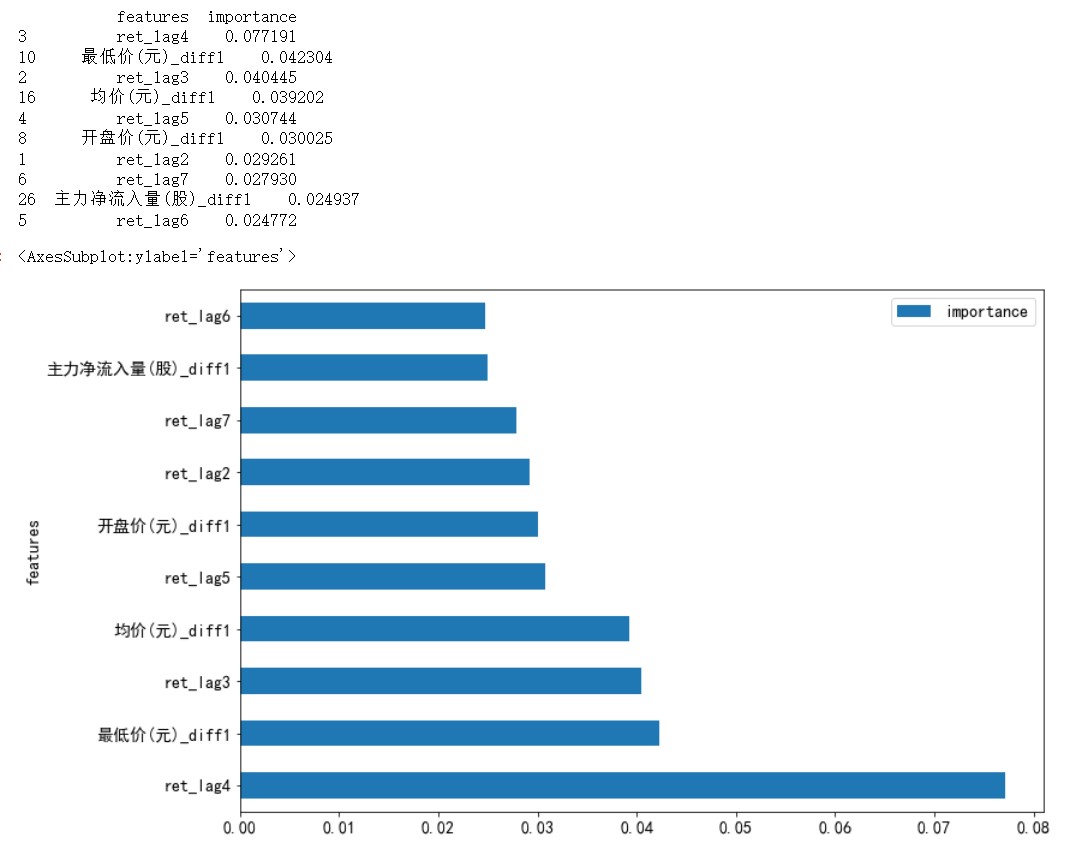 features importance
3 ret_lag4 0.077191
10 最低价(元)_diff1 0.042304
2 ret_lag3 0.040445
16 均价(元)_diff1 0.039202
4 ret_lag5 0.030744
8 开盘价(元)_diff1 0.030025
1 ret_lag2 0.029261
6 ret_lag7 0.027930
26 主力净流入量(股)_diff1 0.024937
5 ret_lag6 0.024772
<AxesSubplot:ylabel='features'>
importance
ret_lag6
主力净流入量(股)_diff1
ret_lag7
ret_lag2
开盘价(元)_diff1
ret_lag5
均价(元)_diff1
ret_lag3
最低价(元)_diff1
ret_lag4
features
0.00 0.01 0.02 0.03 0.04 0.05 0.06 0.07 0.08